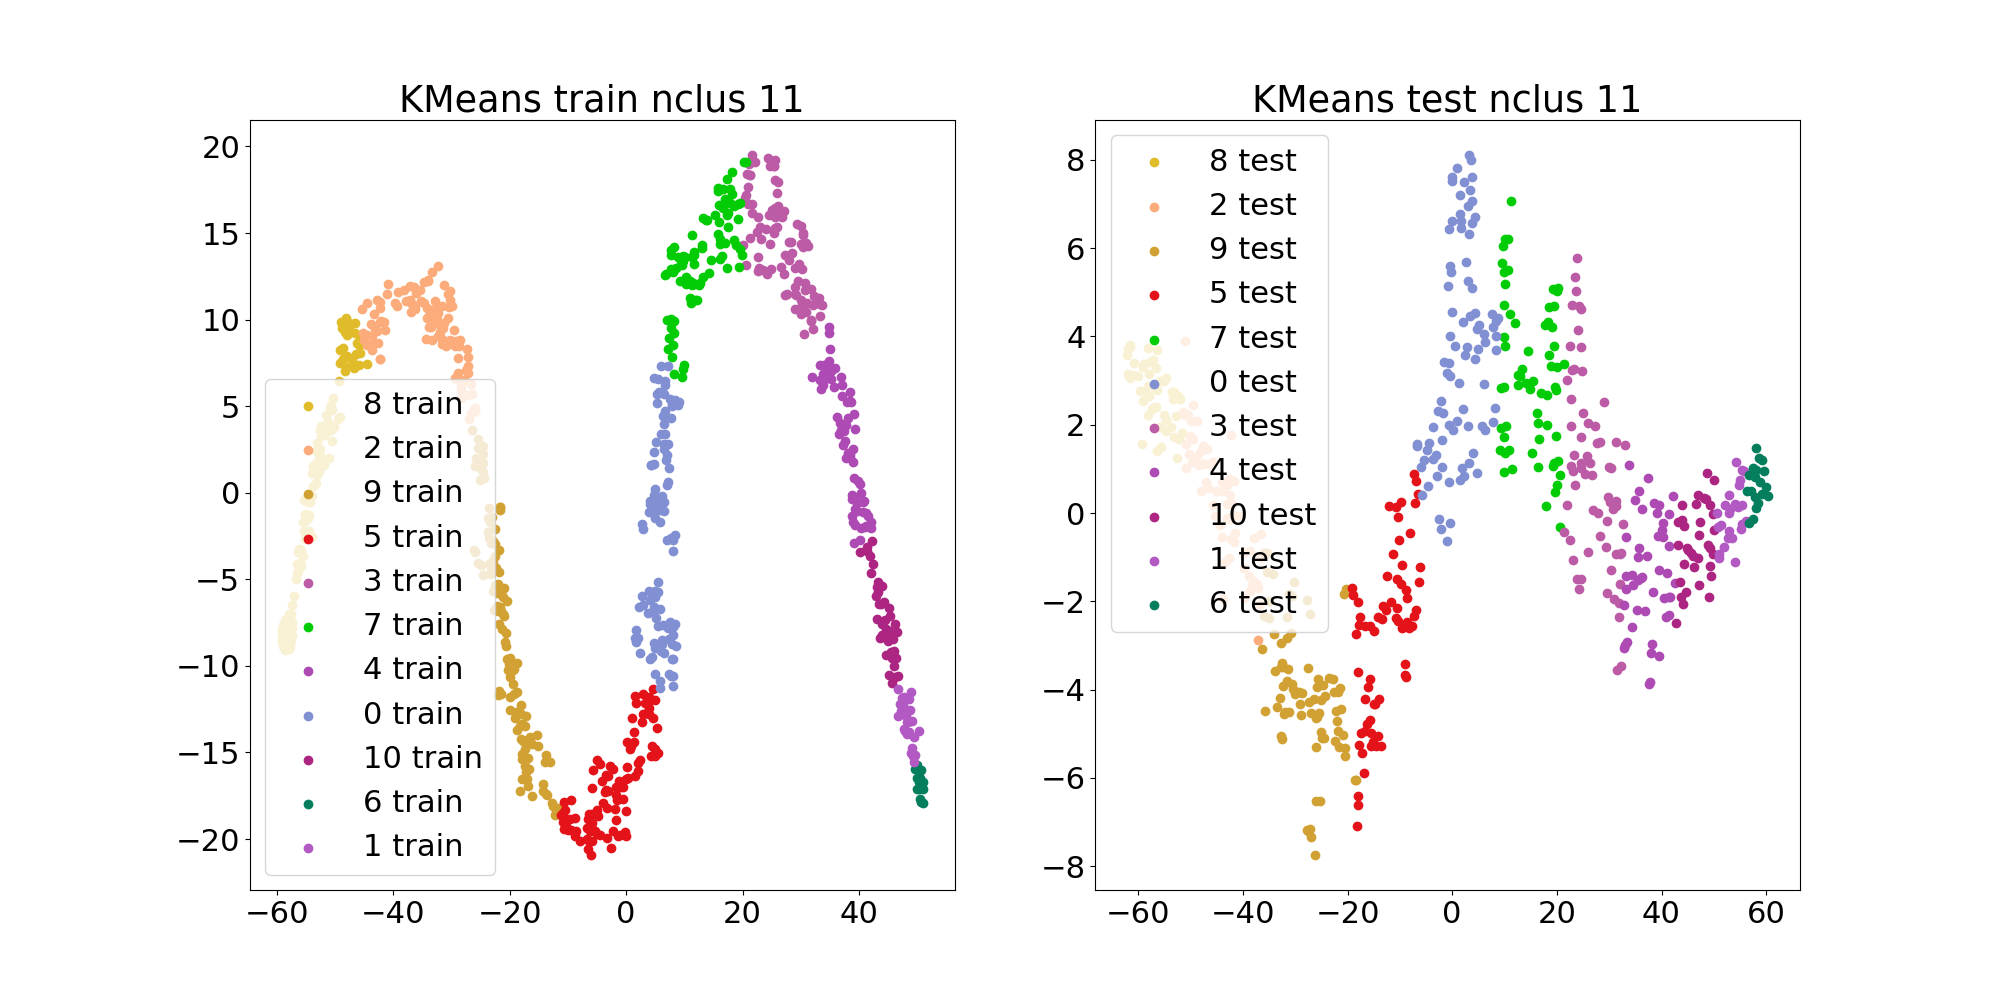 KMeans train nclus 11
20
15
10
5
0
−5
−10
−15
−20
−60 −40 −20 0 20 40
8 train
2 train
9 train
5 train
3 train
7 train
4 train
0 train
10 train
6 train
1 train
KMeans test nclus 11
8
6
4
2
0
−2
−4
−6
−8
−60 −40 −20 0 20 40 60
8 test
2 test
9 test
5 test
7 test
0 test
3 test
4 test
10 test
1 test
6 test